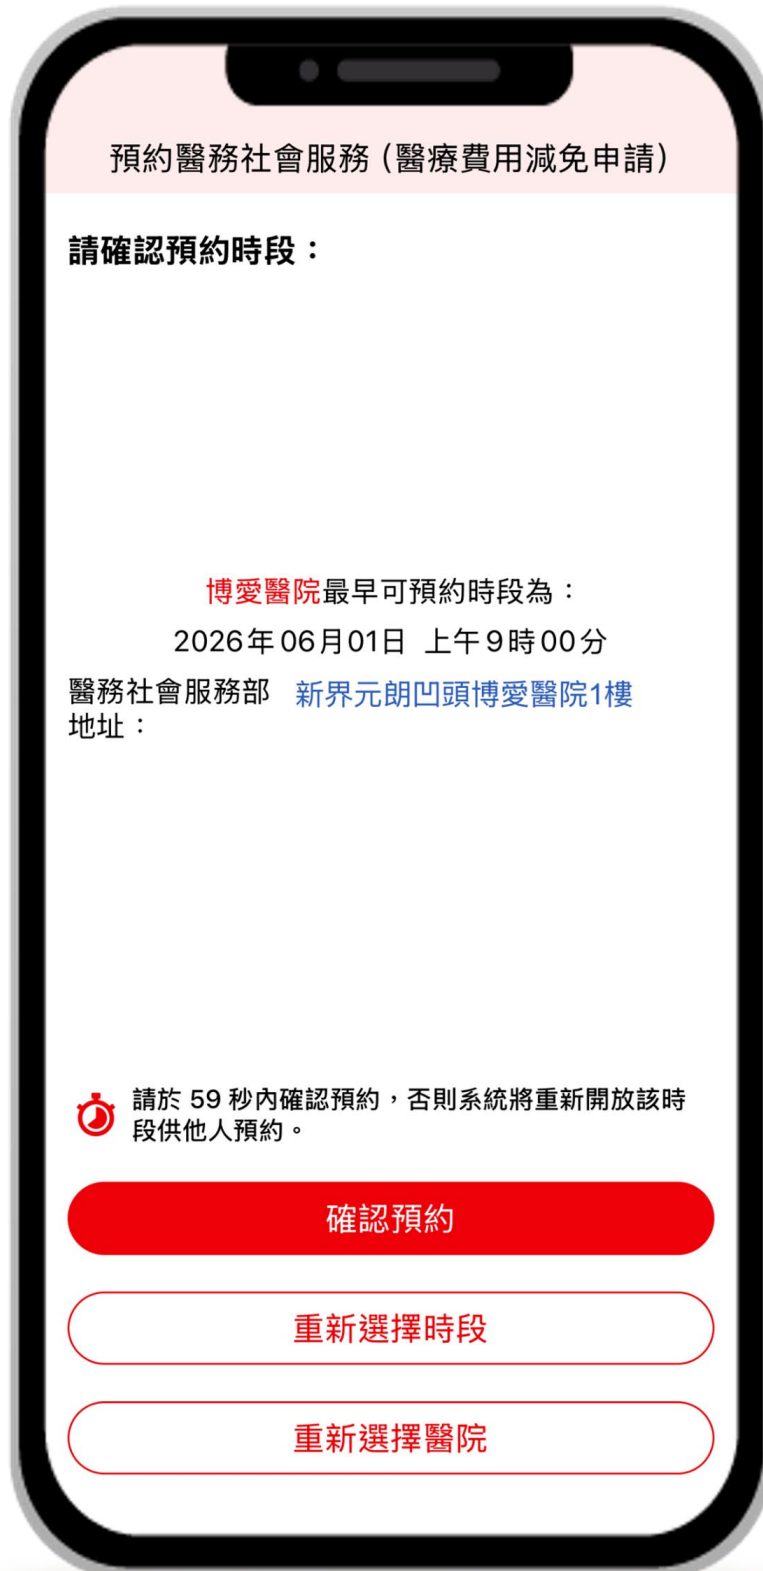 預約醫務社會服務（醫療費用減免申請）
請確認預約時段：
博愛醫院最早可預約時段為：
2026年06月01日 上午9時00分
醫務社會服務部 新界元朗凹頭博愛醫院1樓
地址：
請於 59 秒內確認預約，否則系統將重新開放該時
段供他人預約。
確認預約
重新選擇時段
重新選擇醫院